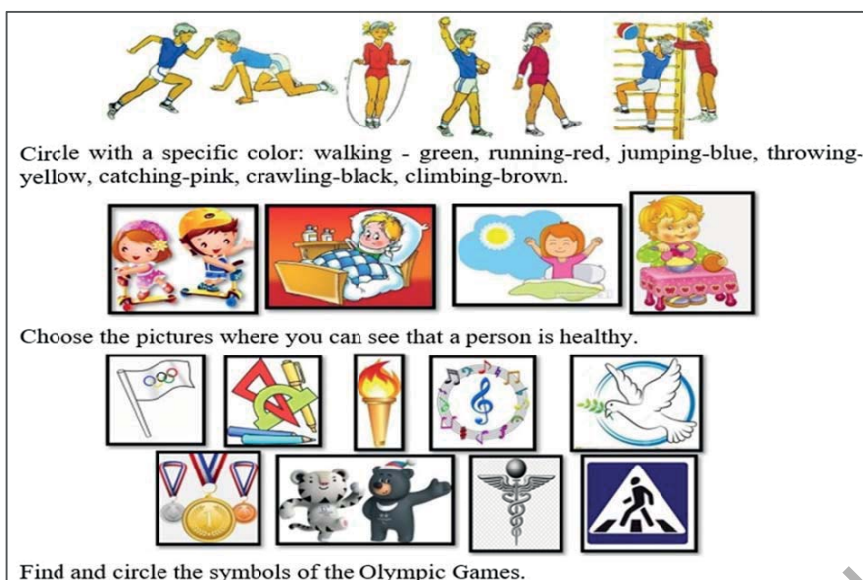 Circle with a specific color: walking - green, running-red, jumping-blue, throwing-
yellow, catching-pink, crawling-black, climbing-brown.
Choose the pictures where you can see that a person is healthy.
Find and circle the symbols of the Olympic Games.